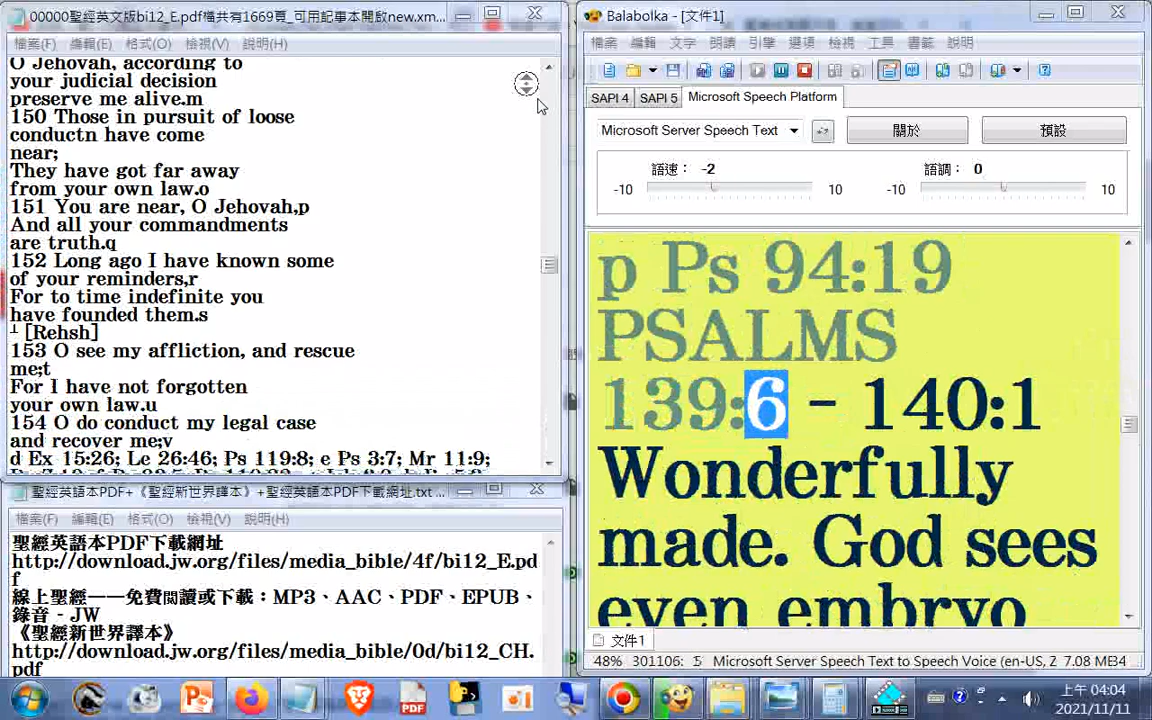 00000聖經英文版bi12_E.pdf檔共有1669頁_可用記事本開啟new.xm...
檔案(F) 編輯(E) 格式(O) 檢視(V) 說明(H)
O Jehovah, according to
your judicial decision
preserve me alive.m
150 Those in pursuit of loose
conductn have come
near;
They have got far away
from your own law.o
151 You are near, O Jehovah,p
And all your commandments
are truth.q
152 Long ago I have known some
of your reminders,r
For to time indefinite you
have founded them.s
[Rehsh]
153 O see my affliction, and rescue
me;t
For I have not forgotten
your own law.u
154 O do conduct my legal case
and recover me;v
d Ex 15:26; Le 26:46; Ps 119:8; e Ps 3:7; Mr 11:9;
聖經英語本PDF+《聖經新世界譯本》+聖經英語本PDF下載網址.txt ...
檔案(F) 編輯(E) 格式(O) 檢視(V) 說明(H)
聖經英語本PDF下載網址
http://download.jw.org/files/media_bible/4f/bi12_E.pd
f
線上聖經——免費閱讀或下載：MP3、AAC、PDF、EPUB、
錄音 - JW
《聖經新世界譯本》
http://download.jw.org/files/media_bible/0d/bi12_CH.
pdf
Balabolka - [文件1]
檔案 編輯 文字 朗讀 引擎 選項 檢視 工具 書籤 說明
SAPI 4 SAPI 5 Microsoft Speech Platform
Microsoft Server Speech Text 關於 預設
語速： -2 語調： 0
-10 10 -10 10
p Ps 94:19
PSALMS
139:6 – 140:1
Wonderfully
made. God sees
even embryo
文件1
48% 301106: Microsoft Server Speech Text to Speech Voice (en-US, 7.08 MB
上午 04:04
2021/11/11